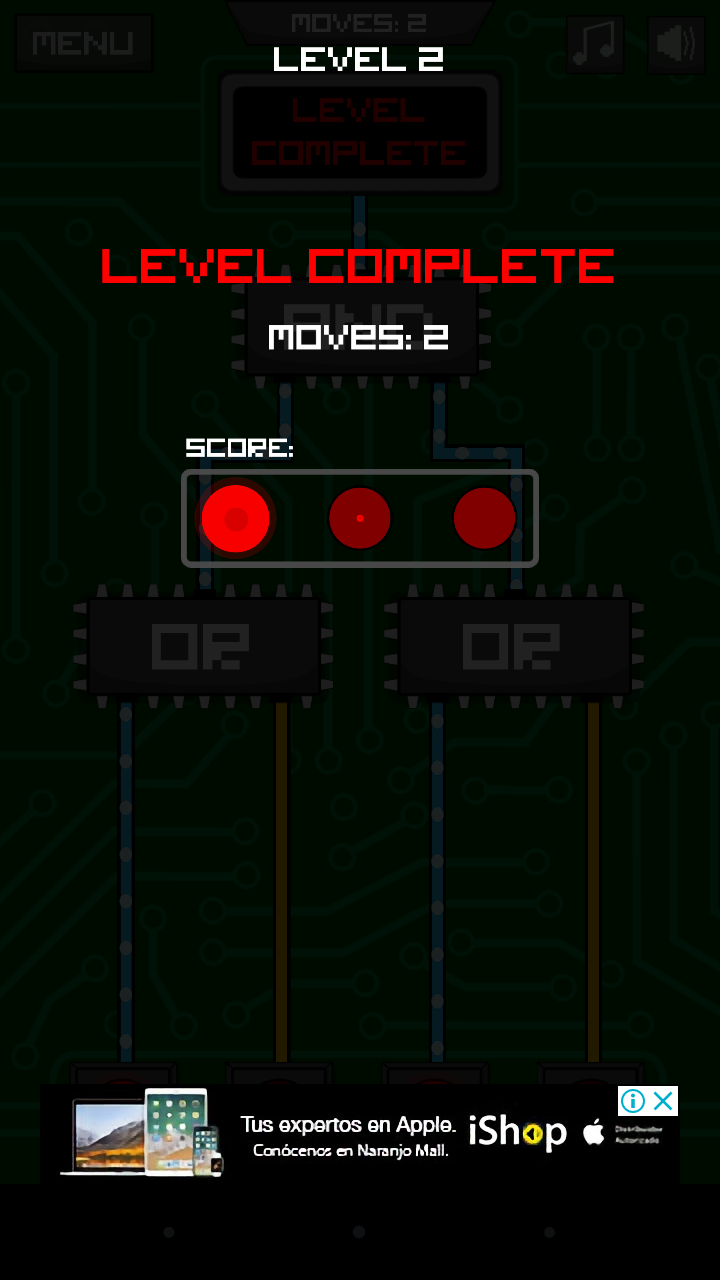 MENU
MOVES: 2
LEVEL 2
LEVEL
COMPLETE
LEVEL COMPLETE
AND
MOVES: 2
SCORE:
OR
OR
Tus expertos en Apple.
Conócenos en Naranjo Mall.
iShop
Distribuidor
Autorizado